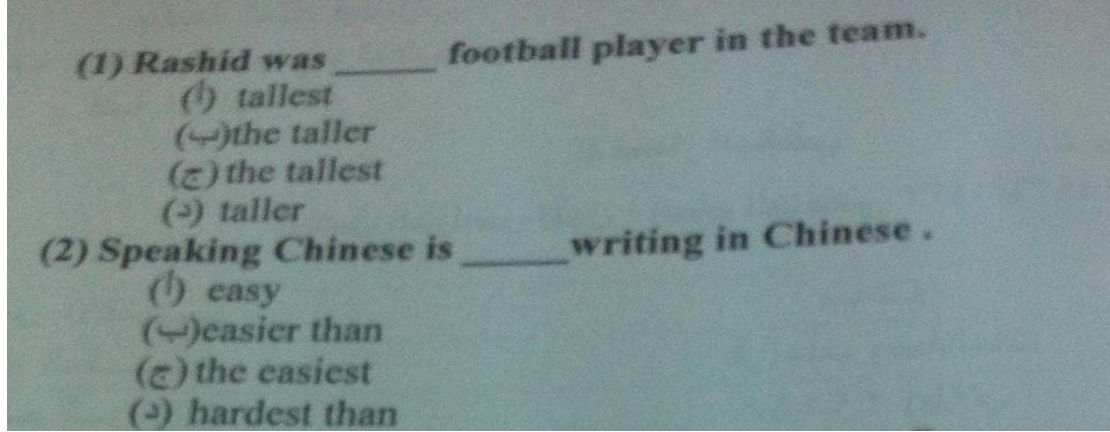 (1) Rashid was ______ football player in the team.
(أ) tallest
(ب) the taller
(ج) the tallest
(د) taller
(2) Speaking Chinese is ______ writing in Chinese .
(أ) easy
(ب) easier than
(ج) the easiest
(د) hardest than